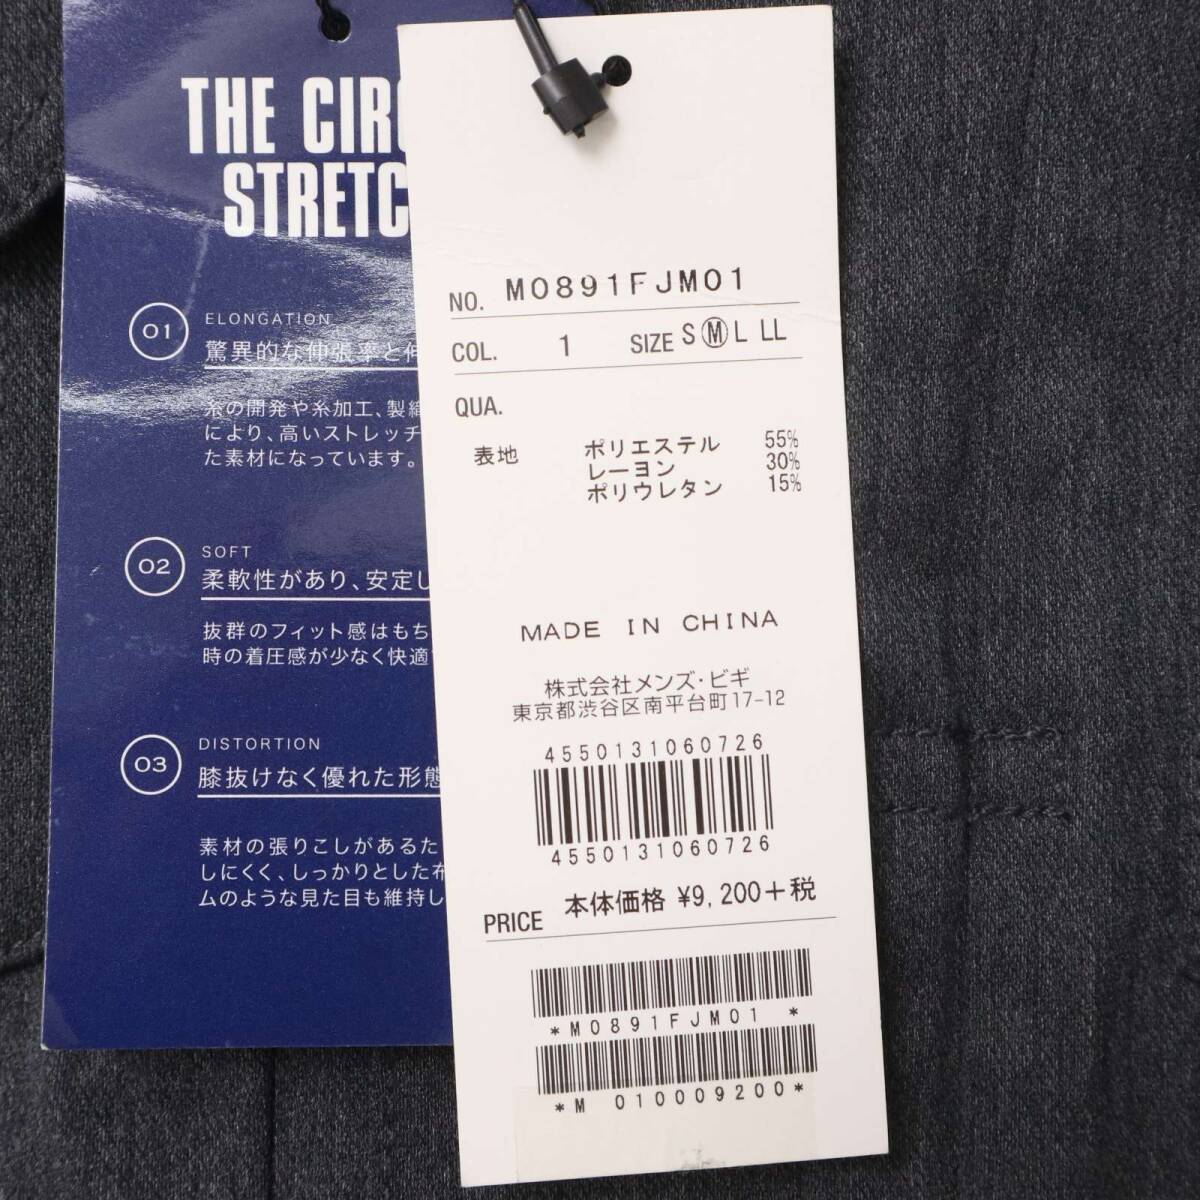 THE CIRC
STRETC
01
ELONGATION
驚異的な伸張率と伸
糸の開発や糸加工、製織
により、高いストレッチ
た素材になっています。
02
SOFT
柔軟性があり、安定し
抜群のフィット感はもち
時の着圧感が少なく快適
03
DISTORTION
膝抜けなく優れた形態
素材の張りこしがあるた
しにくく、しっかりとした布
ムのような見た目も維持し
NO. M0891FJM01
COL. 1 SIZE S M L LL
QUA.
表地 ポリエステル 55%
レーヨン 30%
ポリウレタン 15%
MADE IN CHINA
株式会社メンズ・ビギ
東京都渋谷区南平台町17-12
4550131060726
4550131060726
PRICE 本体価格 ¥9,200+税
*M0891FJM01 *
*M 010009200*